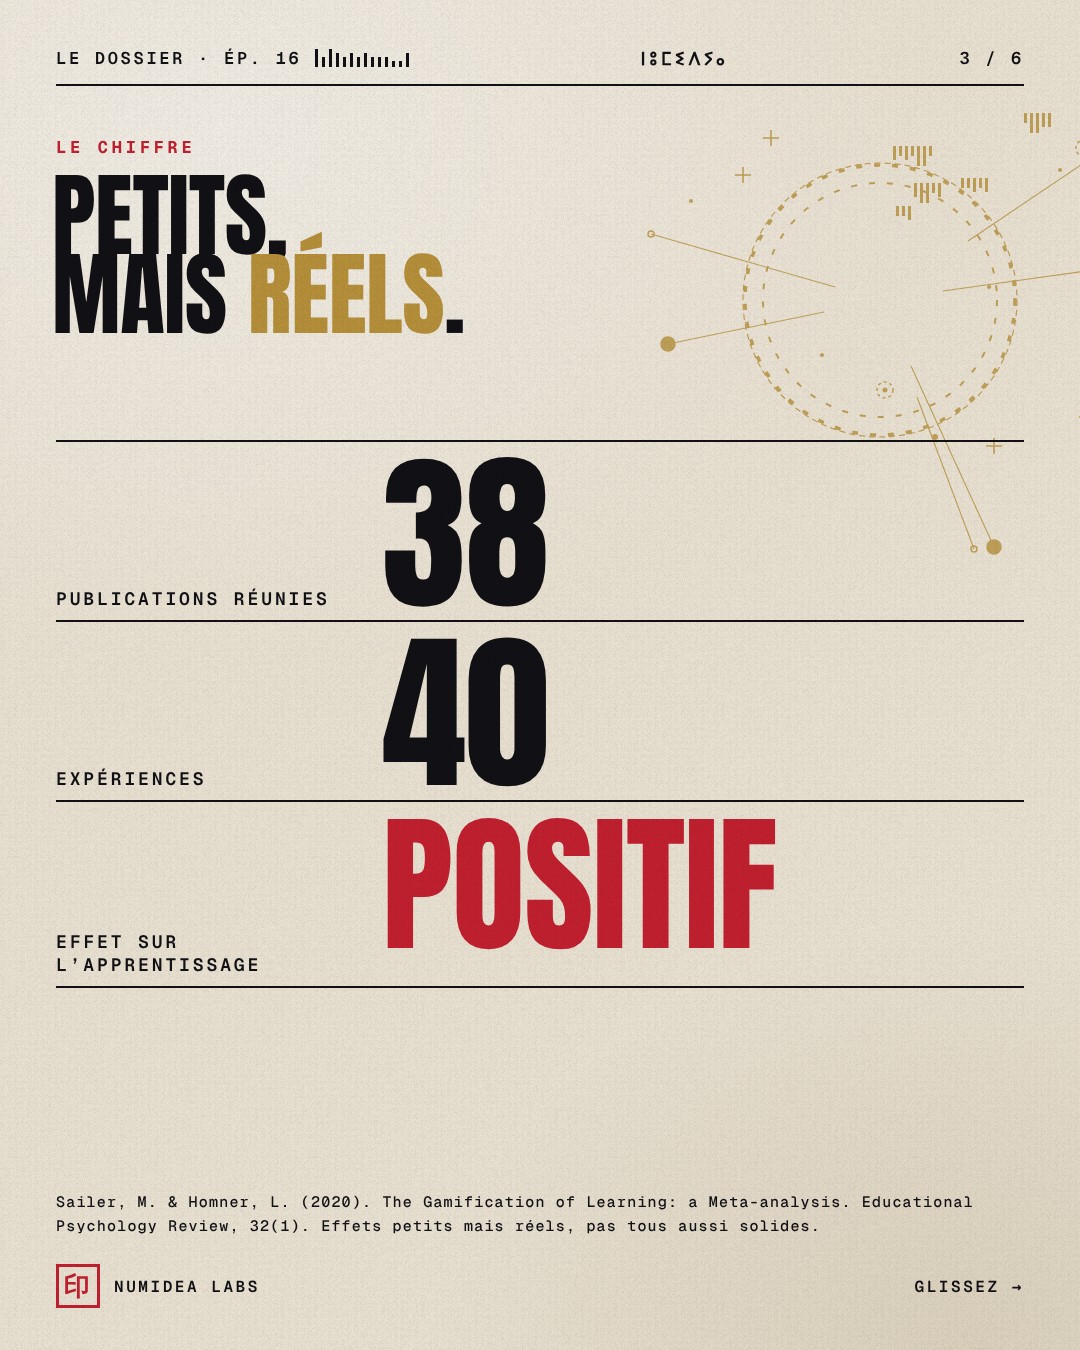 LE DOSSIER · ÉP. 16
ⵏⵓⵎⵉⴷⵢⴰ
3 / 6
LE CHIFFRE
PETITS.
MAIS RÉELS.
38
PUBLICATIONS RÉUNIES
40
EXPÉRIENCES
POSITIF
EFFET SUR
L’APPRENTISSAGE
Sailer, M. & Homner, L. (2020). The Gamification of Learning: a Meta-analysis. Educational
Psychology Review, 32(1). Effets petits mais réels, pas tous aussi solides.
印
NUMIDEA LABS
GLISSEZ →